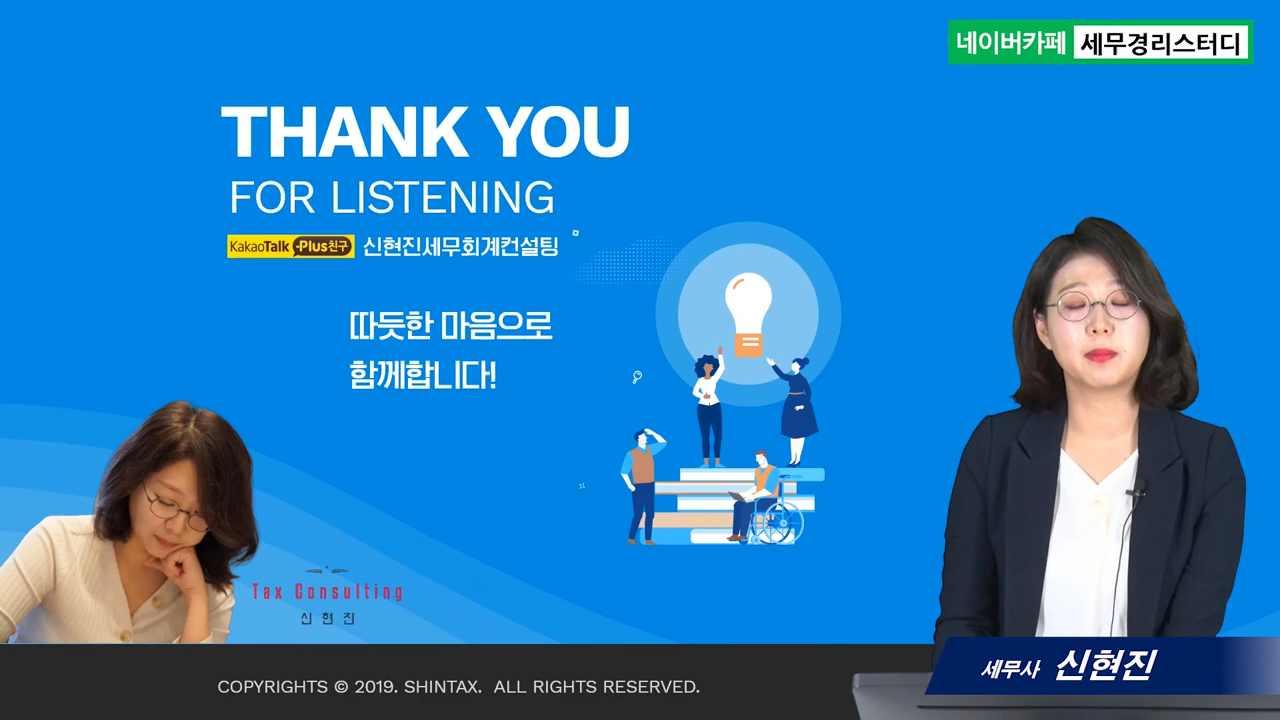 네이버카페 세무경리스터디
THANK YOU
FOR LISTENING
KakaoTalk Plus친구 신현진세무회계컨설팅
따듯한 마음으로
함께합니다!
Tax Consulting
신현진
세무사 신현진
COPYRIGHTS © 2019. SHINTAX. ALL RIGHTS RESERVED.